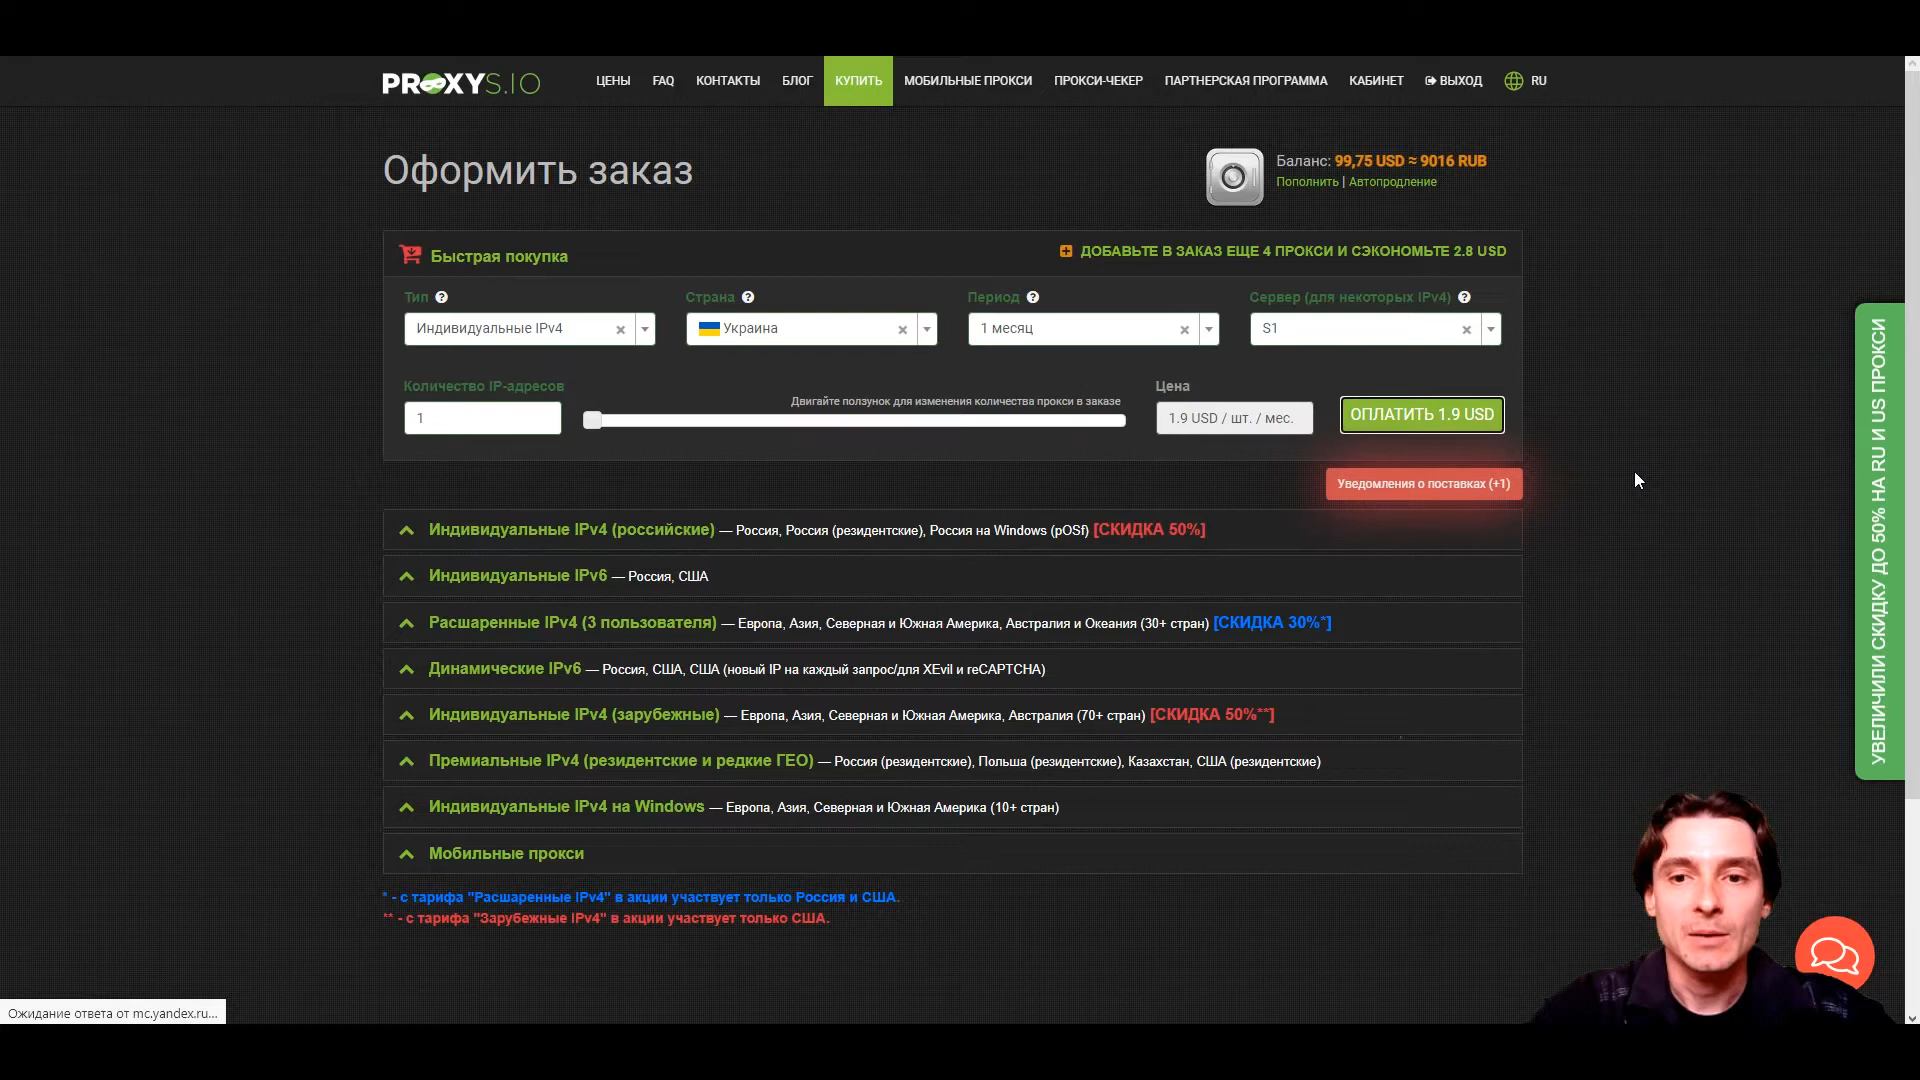 PROXYS.IO
ЦЕНЫ FAQ КОНТАКТЫ БЛОГ КУПИТЬ МОБИЛЬНЫЕ ПРОКСИ ПРОКСИ-ЧЕКЕР ПАРТНЕРСКАЯ ПРОГРАММА КАБИНЕТ ВЫХОД RU
Оформить заказ
Баланс: 99,75 USD ≈ 9016 RUB
Пополнить | Автопродление
Быстрая покупка
ДОБАВЬТЕ В ЗАКАЗ ЕЩЕ 4 ПРОКСИ И СЭКОНОМЬТЕ 2.8 USD
Тип ? Страна ? Период ? Сервер (для некоторых IPv4) ?
Индивидуальные IPv4 × Украина × 1 месяц × S1 ×
Количество IP-адресов
Двигайте ползунок для изменения количества прокси в заказе
Цена
1
1.9 USD / шт. / мес.
ОПЛАТИТЬ 1.9 USD
Уведомления о поставках (+1)
Индивидуальные IPv4 (российские) — Россия, Россия (резидентские), Россия на Windows (pOSf) [СКИДКА 50%]
Индивидуальные IPv6 — Россия, США
Расшаренные IPv4 (3 пользователя) — Европа, Азия, Северная и Южная Америка, Австралия и Океания (30+ стран) [СКИДКА 30%*]
Динамические IPv6 — Россия, США, США (новый IP на каждый запрос/для XEvil и reCAPTCHA)
Индивидуальные IPv4 (зарубежные) — Европа, Азия, Северная и Южная Америка, Австралия (70+ стран) [СКИДКА 50%**]
Премиальные IPv4 (резидентские и редкие ГЕО) — Россия (резидентские), Польша (резидентские), Казахстан, США (резидентские)
Индивидуальные IPv4 на Windows — Европа, Азия, Северная и Южная Америка (10+ стран)
Мобильные прокси
* - с тарифа "Расшаренные IPv4" в акции участвует только Россия и США.
** - с тарифа "Зарубежные IPv4" в акции участвует только США.
УВЕЛИЧИЛИ СКИДКУ ДО 50% НА RU И US ПРОКСИ
Ожидание ответа от mc.yandex.ru...